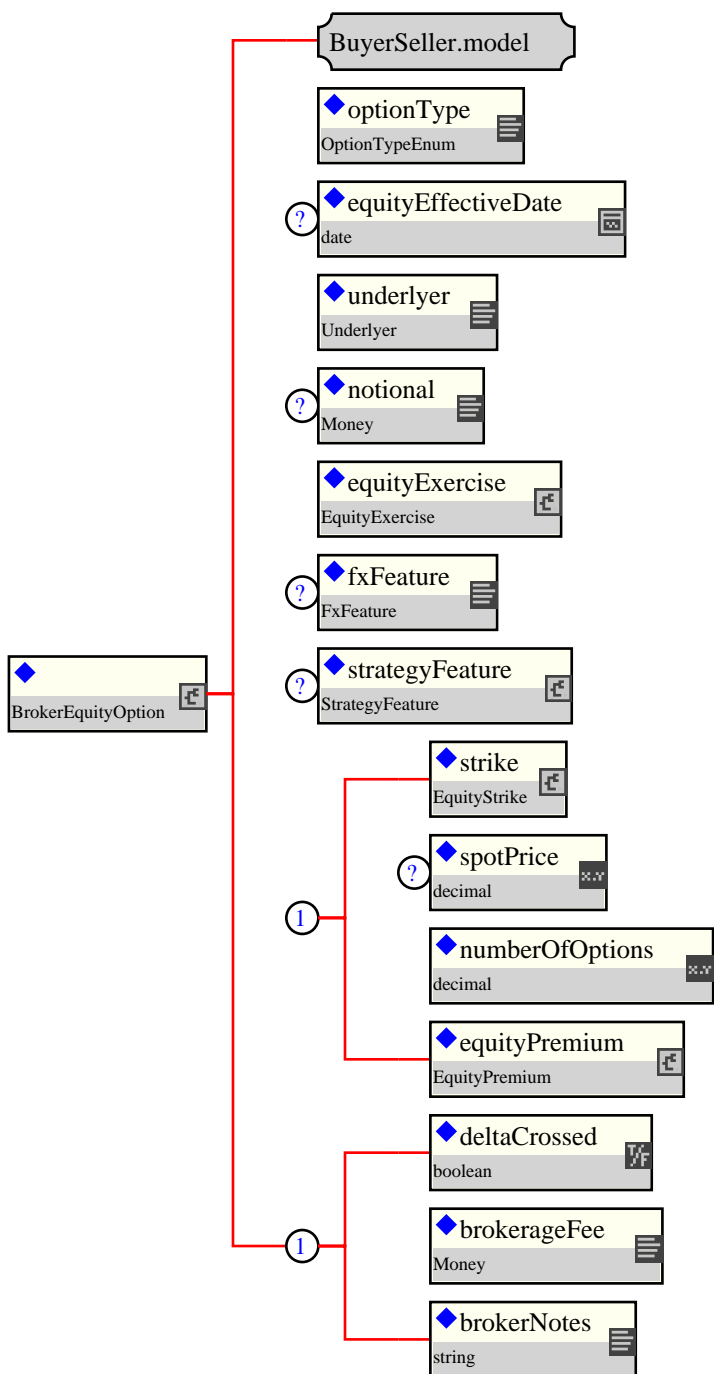 BuyerSeller.model
optionType
OptionTypeEnum
?
equityEffectiveDate
date
underlyer
Underlyer
?
notional
Money
equityExercise
EquityExercise
?
fxFeature
FxFeature
BrokerEquityOption
?
strategyFeature
StrategyFeature
strike
EquityStrike
?
spotPrice
decimal
x.Y
1
numberOfOptions
decimal
x.Y
equityPremium
EquityPremium
deltaCrossed
boolean
T/F
1
brokerageFee
Money
brokerNotes
string